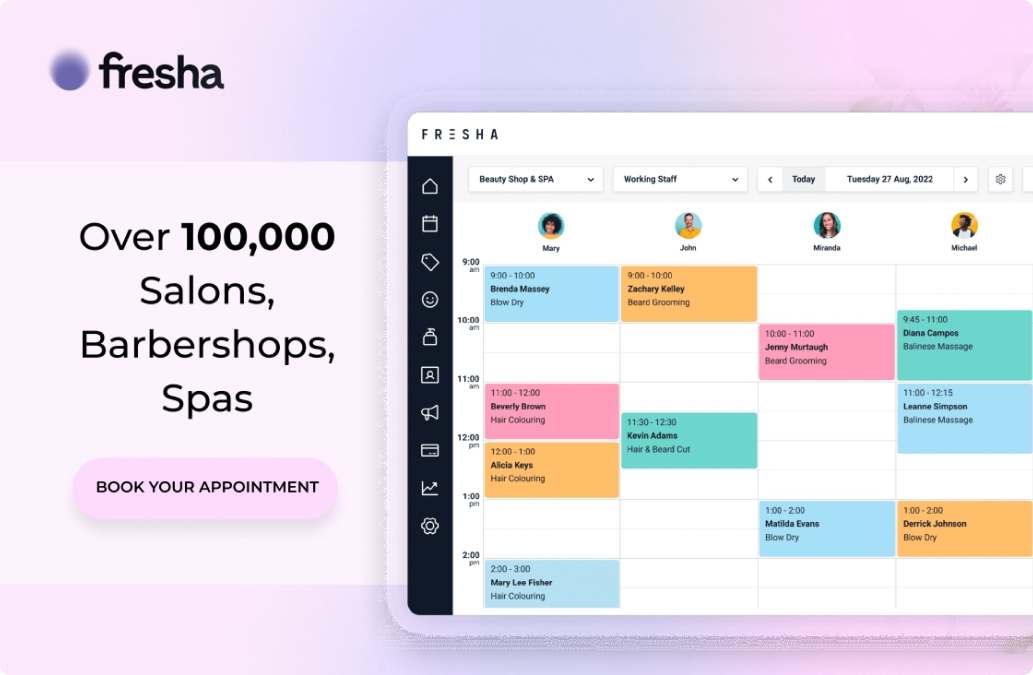 fresha
Over 100,000
Salons,
Barbershops,
Spas
BOOK YOUR APPOINTMENT
FRESHA
Beauty Shop & SPA
Working Staff
Today
Tuesday 27 Aug, 2022
Mary
John
Miranda
Michael
9:00
am
9:00 - 10:00
Brenda Massey
Blow Dry
9:00 - 10:00
Zachary Kelley
Beard Grooming
9:45 - 11:00
Diana Campos
Balinese Massage
10:00
am
10:00 - 11:00
Jenny Murtaugh
Beard Grooming
11:00
am
11:00 - 12:00
Beverly Brown
Hair Colouring
11:00 - 12:15
Leanne Simpson
Balinese Massage
11:30 - 12:30
Kevin Adams
Hair & Beard Cut
12:00
pm
12:00 - 1:00
Alicia Keys
Hair Colouring
1:00
pm
1:00 - 2:00
Matilda Evans
Blow Dry
1:00 - 2:00
Derrick Johnson
Blow Dry
2:00
pm
2:00 - 3:00
Mary Lee Fisher
Hair Colouring